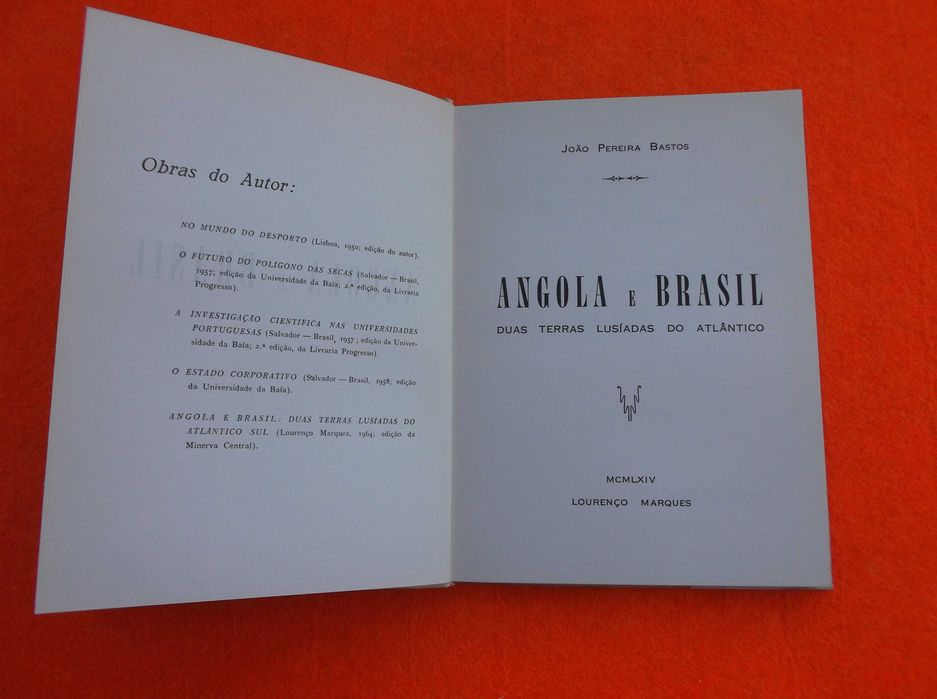 Obras do Autor:
NO MUNDO DO DESPORTO (Lisboa, 1950; edição do autor).
O FUTURO DO POLIGONO DAS SECAS (Salvador — Brasil,
1957; edição da Universidade da Baía; 2.ª edição, da Livraria
Progresso).
A INVESTIGAÇÃO CIENTIFICA NAS UNIVERSIDADES
PORTUGUESAS (Salvador — Brasil, 1957; edição da Univer-
sidade da Baía; 2.ª edição, da Livraria Progresso).
O ESTADO CORPORATIVO (Salvador — Brasil, 1958; edição
da Universidade da Baía).
ANGOLA E BRASIL: DUAS TERRAS LUSIADAS DO
ATLÂNTICO SUL (Lourenço Marques, 1964; edição da
Minerva Central).
JOÃO PEREIRA BASTOS
ANGOLA E BRASIL
DUAS TERRAS LUSÍADAS DO ATLÂNTICO
MCMLXIV
LOURENÇO MARQUES